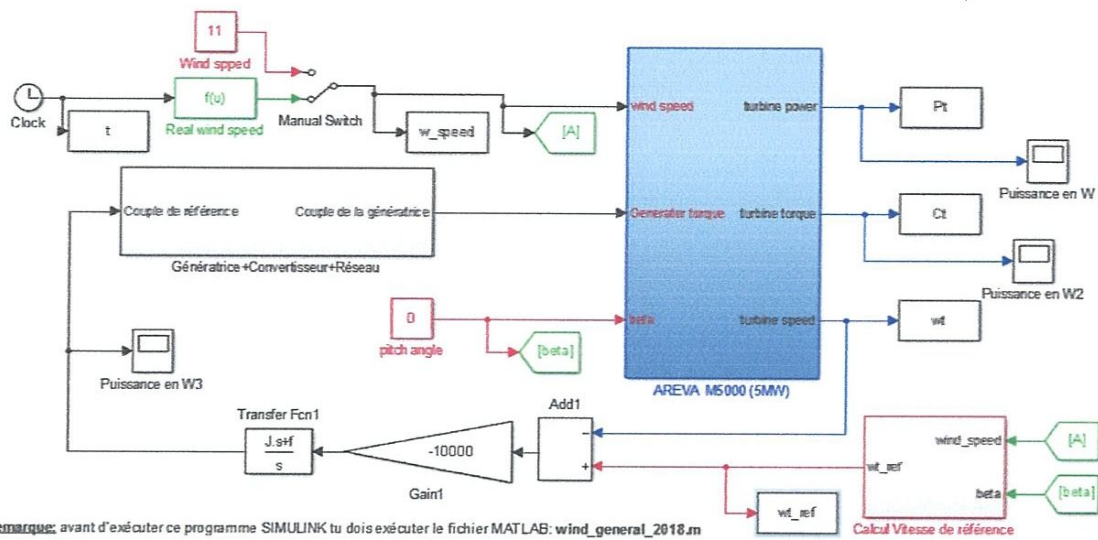 11
Wind spped
Clock
f(u)
Real wind speed
t
Manual Switch
w_speed
[A]
wind speed
turbine power
Pt
Puissance en W
Couple de référence
Couple de la génératrice
Génératrice+Convertisseur+Réseau
Generater torque
turbine torque
Ct
Puissance en W2
0
pitch angle
[beta]
beta
turbine speed
wt
AREVA M5000 (5MW)
Puissance en W3
Transfer Fcn1
J.s+f
s
-10000
Gain1
Add1
−
+
wt_ref
wind_speed
wt_ref
beta
[A]
[beta]
Calcul Vitesse de référence
emarque: avant d'exécuter ce programme SIMULINK tu dois exécuter le fichier MATLAB: wind_general_2018.m